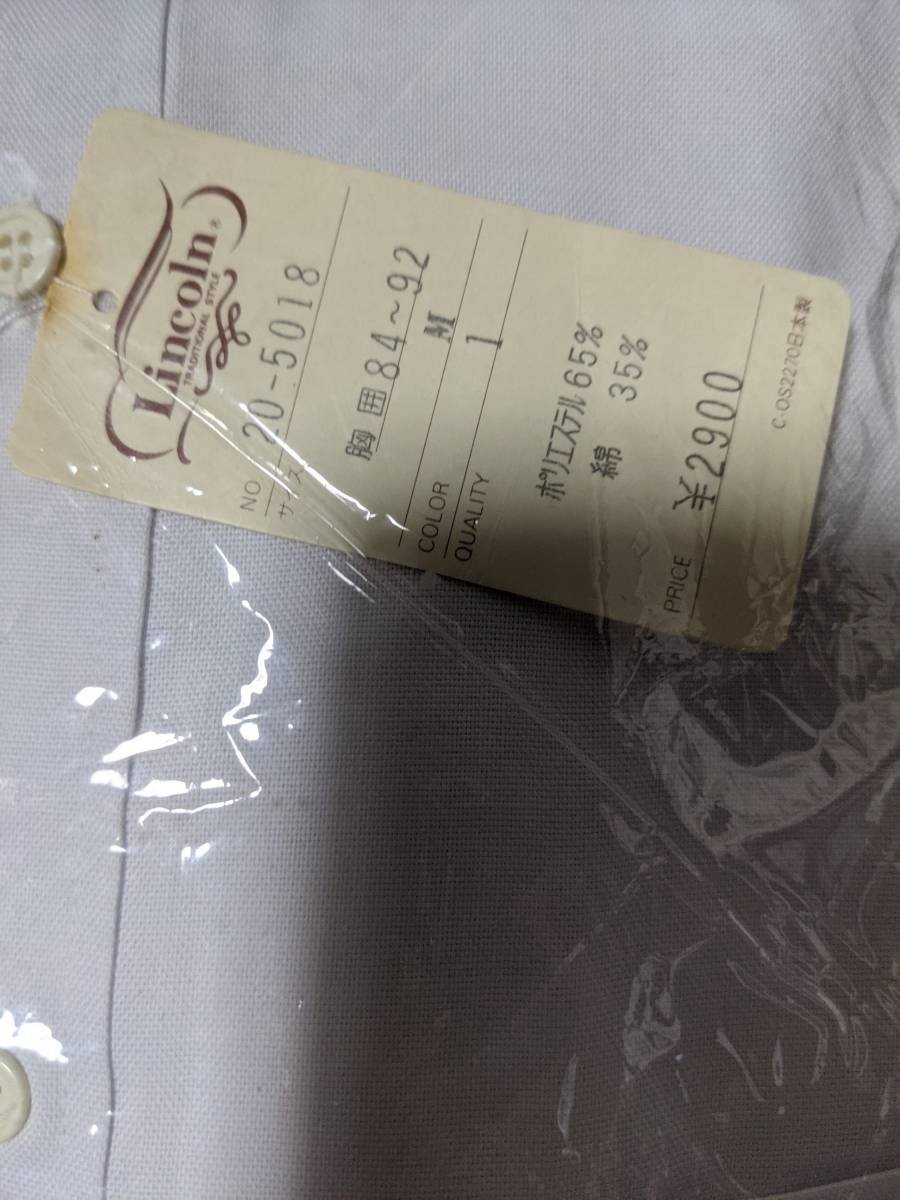 Lincoln®
TRADITIONAL STYLE
NO 20-5018
サイズ
胸囲 84~92
M
COLOR 1
QUALITY
ポリエステル 65%
綿 35%
PRICE ¥2900
C-OS2270日本製